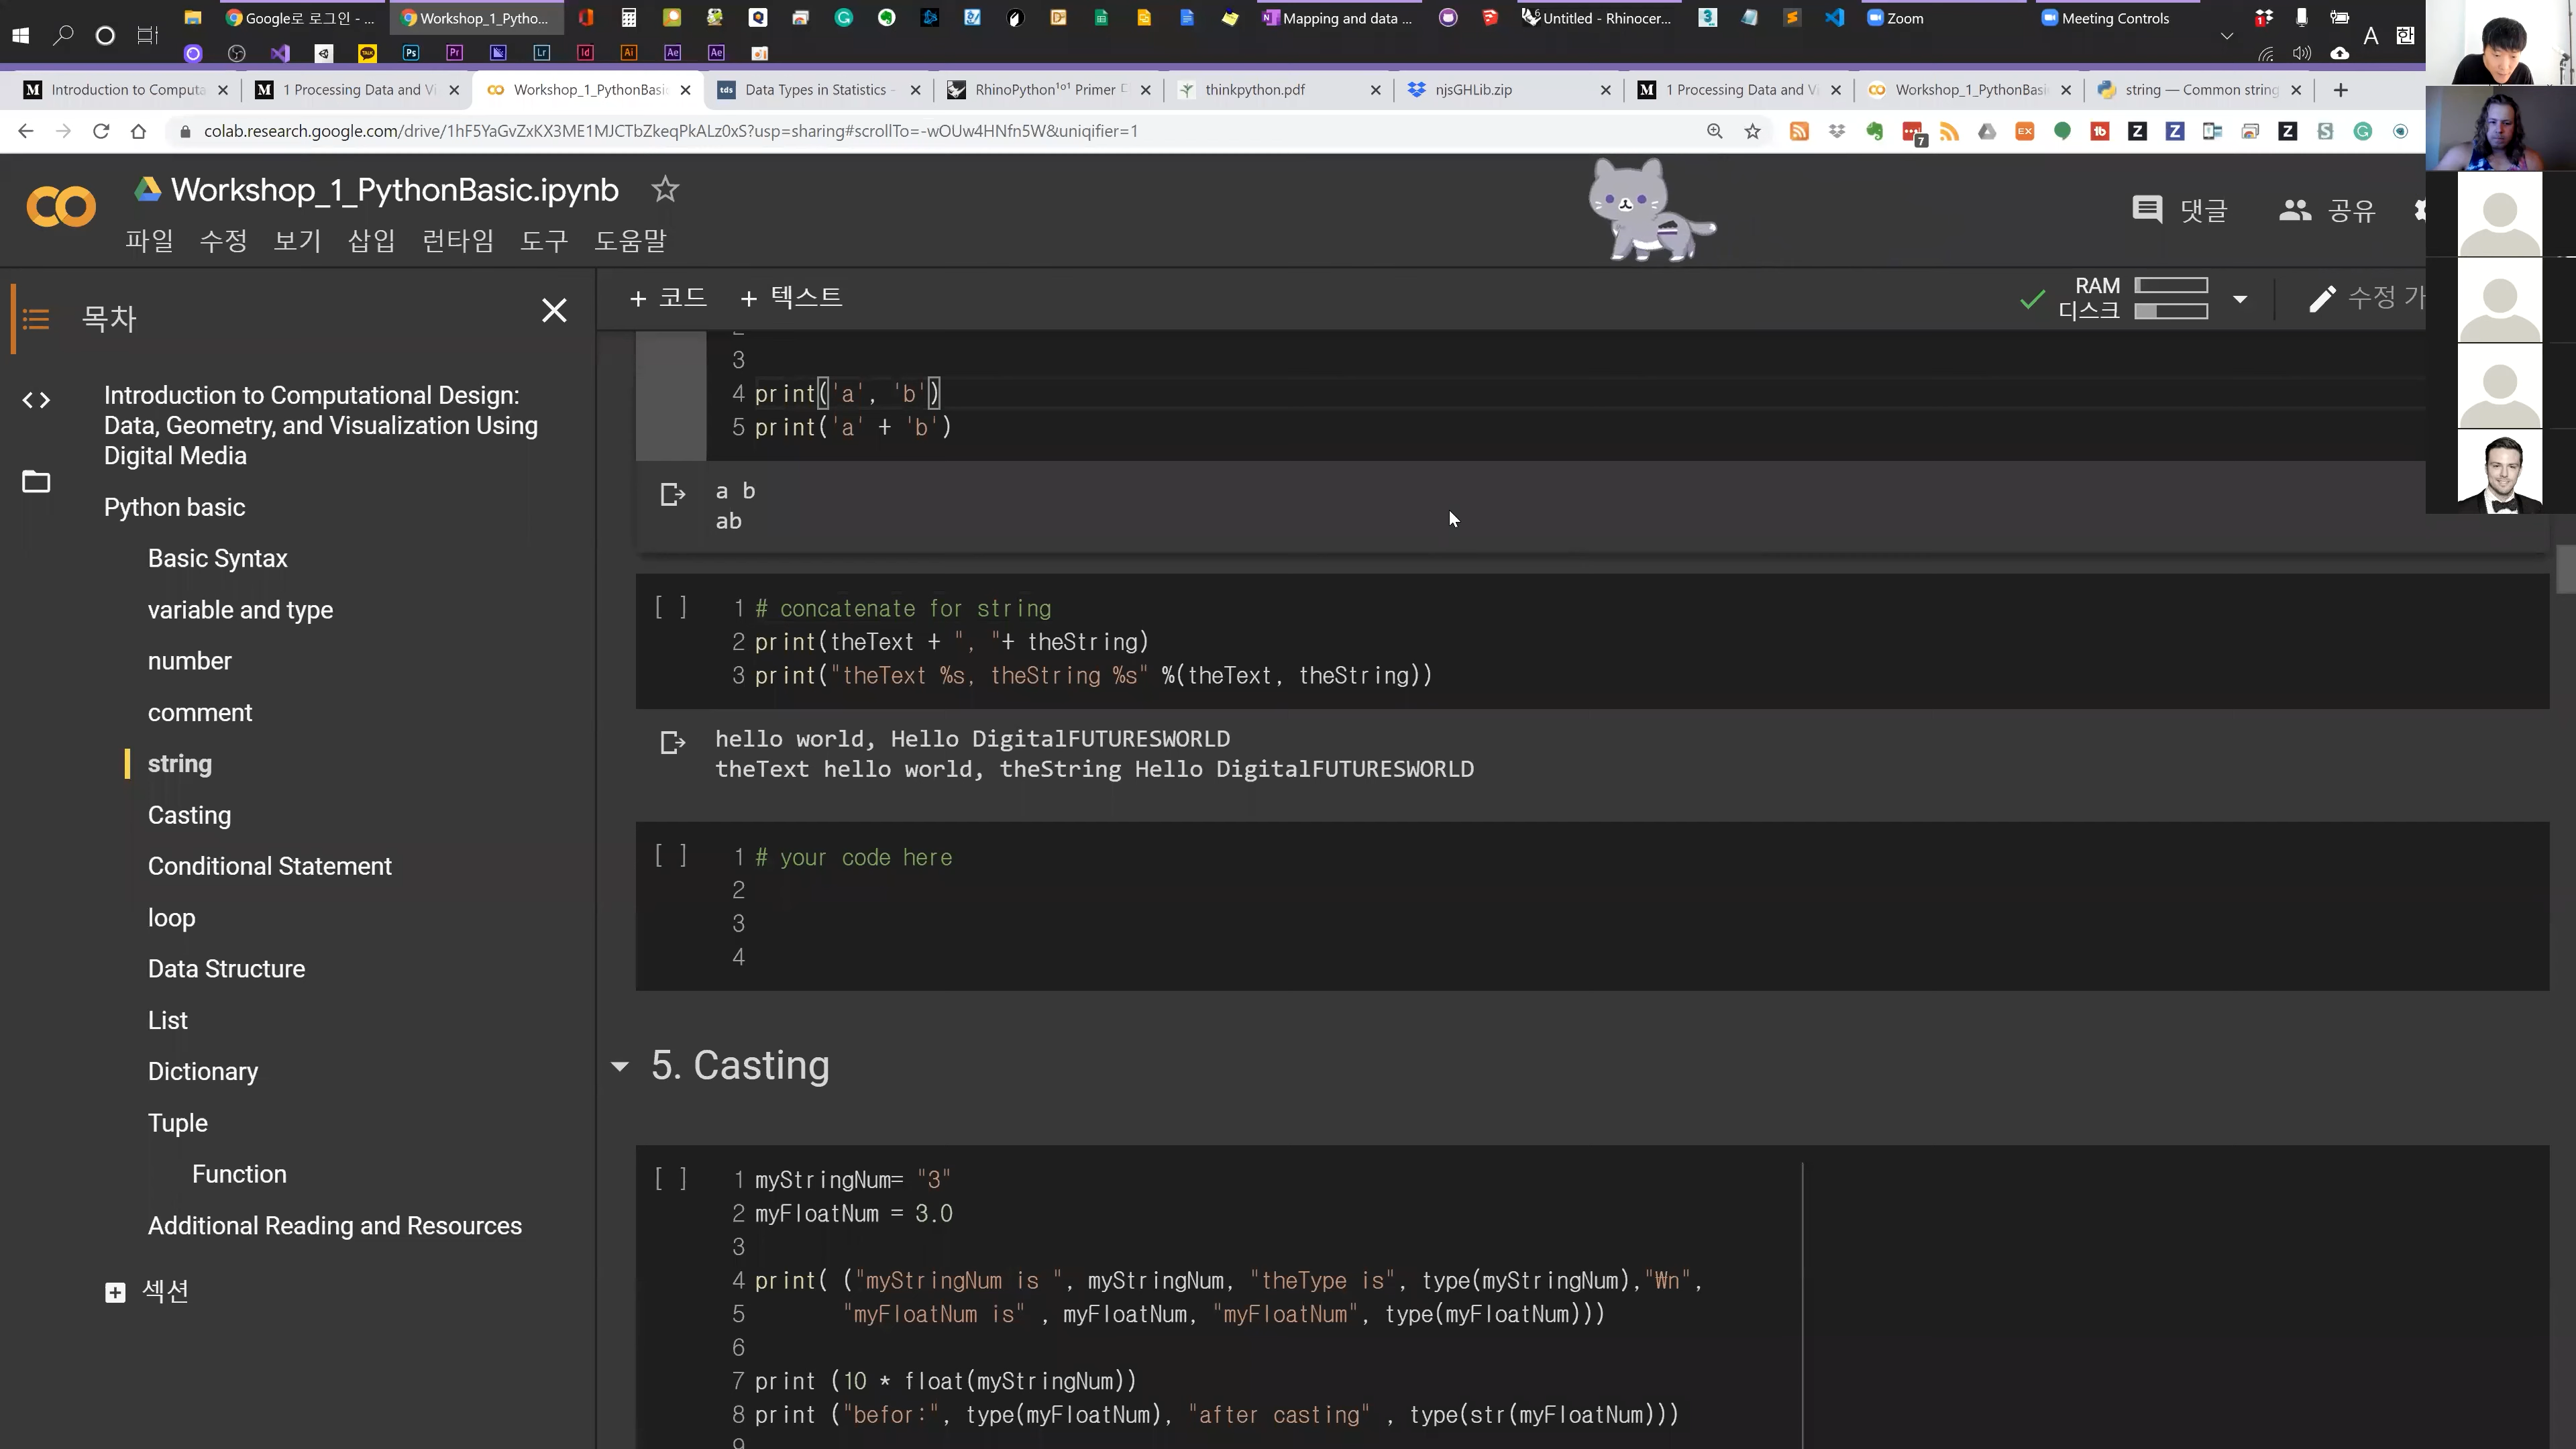 Google로 로그인 - ...
Workshop_1_Pytho...
Mapping and data ...
Untitled - Rhinocer...
Zoom
Meeting Controls
A 한
Introduction to Computa
1 Processing Data and Vi
Workshop_1_PythonBasi
Data Types in Statistics -
RhinoPython¹⁰¹ Primer
thinkpython.pdf
njsGHLib.zip
1 Processing Data and Vi
Workshop_1_PythonBasi
string — Common string
colab.research.google.com/drive/1hF5YaGvZxKX3ME1MJCTbZkeqPkALz0xS?usp=sharing#scrollTo=-wOUw4HNfn5W&uniqifier=1
Workshop_1_PythonBasic.ipynb
댓글
공유
파일 수정 보기 삽입 런타임 도구 도움말
목차
+ 코드 + 텍스트
RAM
디스크
수정 가
Introduction to Computational Design:
Data, Geometry, and Visualization Using
Digital Media
Python basic
Basic Syntax
variable and type
number
comment
string
Casting
Conditional Statement
loop
Data Structure
List
Dictionary
Tuple
Function
Additional Reading and Resources
섹션
3
4 print('a', 'b')
5 print('a' + 'b')
a b
ab
[ ] 1 # concatenate for string
2 print(theText + ", "+ theString)
3 print("theText %s, theString %s" %(theText, theString))
hello world, Hello DigitalFUTURESWORLD
theText hello world, theString Hello DigitalFUTURESWORLD
[ ] 1 # your code here
2
3
4
5. Casting
[ ] 1 myStringNum= "3"
2 myFloatNum = 3.0
3
4 print( ("myStringNum is ", myStringNum, "theType is", type(myStringNum),"₩n",
5 "myFloatNum is" , myFloatNum, "myFloatNum", type(myFloatNum)))
6
7 print (10 * float(myStringNum))
8 print ("befor:", type(myFloatNum), "after casting" , type(str(myFloatNum)))